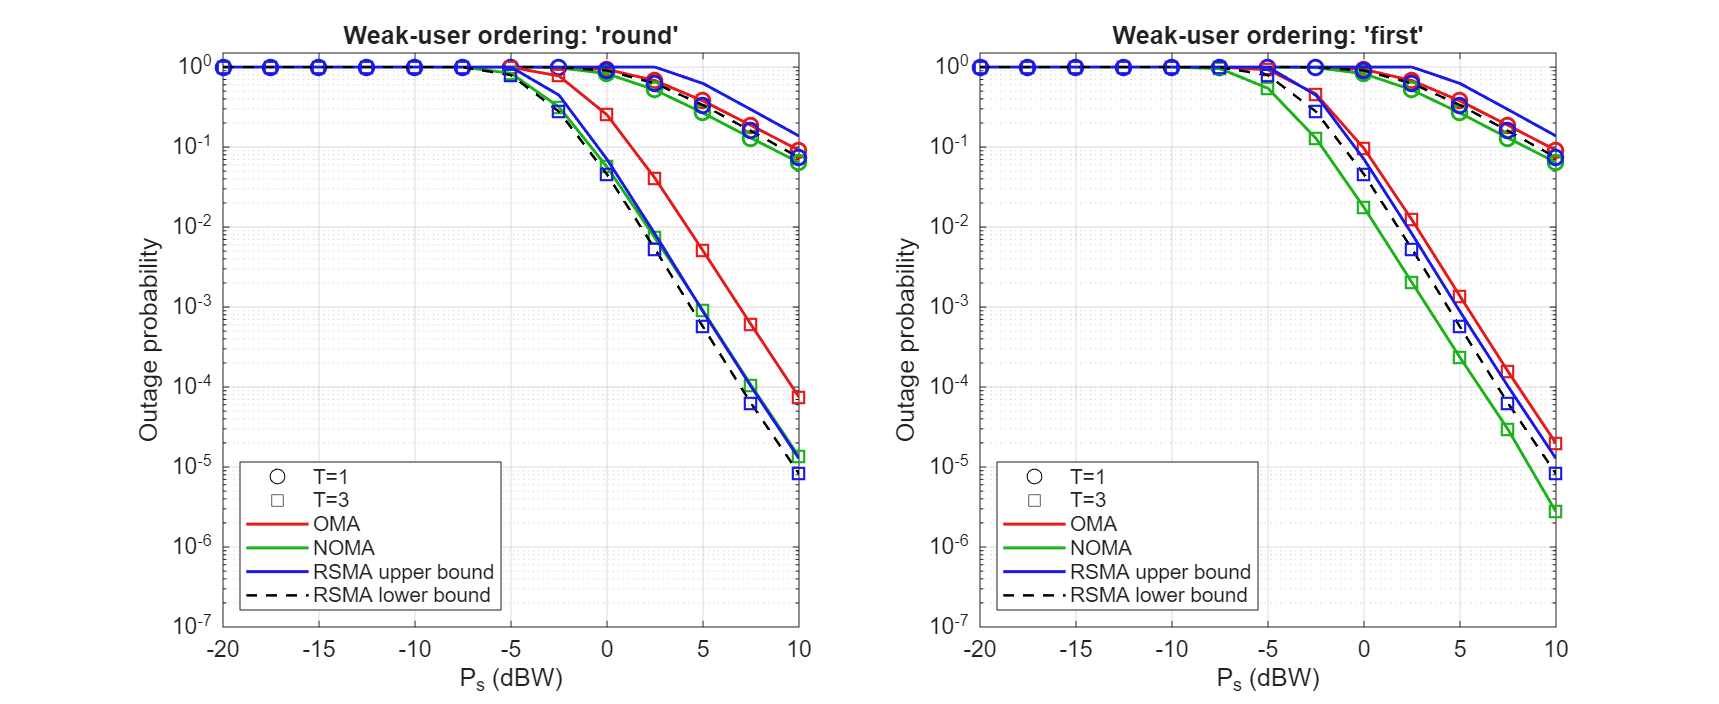 Weak-user ordering: 'round'
10^0
10^-1
10^-2
10^-3
10^-4
10^-5
10^-6
10^-7
Outage probability
T=1
T=3
OMA
NOMA
RSMA upper bound
RSMA lower bound
-20 -15 -10 -5 0 5 10
P_s (dBW)
Weak-user ordering: 'first'
10^0
10^-1
10^-2
10^-3
10^-4
10^-5
10^-6
10^-7
Outage probability
T=1
T=3
OMA
NOMA
RSMA upper bound
RSMA lower bound
-20 -15 -10 -5 0 5 10
P_s (dBW)